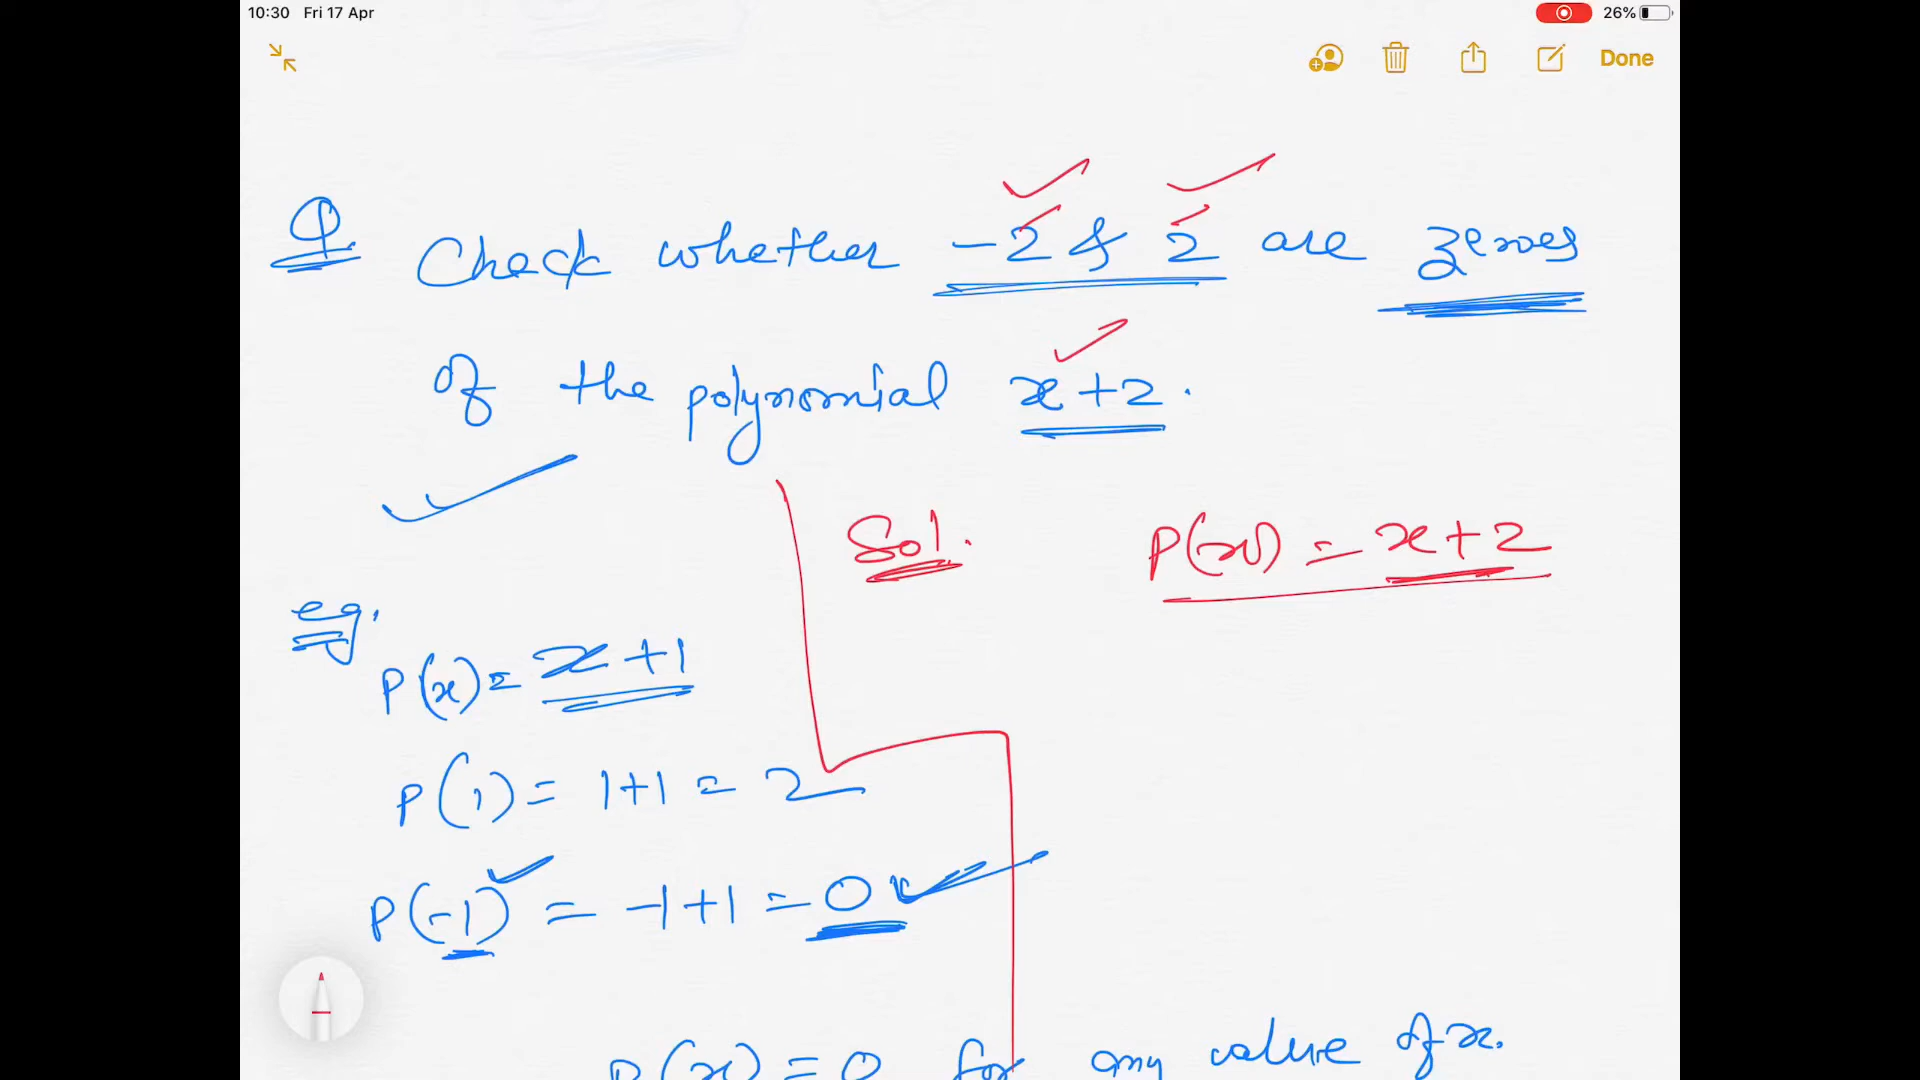 10:30 Fri 17 Apr 26%
Done
Q Check whether -2 & 2 are zeroes
of the polynomial x+2.
Sol. P(x) = x+2
eg.
P(x) = x+1
P(1) = 1+1 = 2
P(-1) = -1+1 = 0
P(x) = 0 for any value of x.